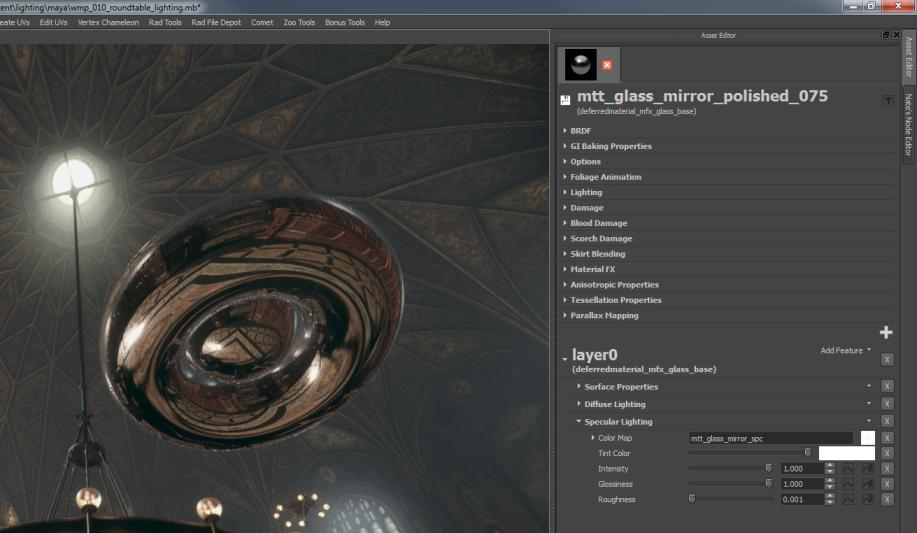 ent\lighting\maya\wmp_010_roundtable_lighting.mb*
eate UVs Edit UVs Vertex Chameleon Rad Tools Rad File Depot Comet Zoo Tools Bonus Tools Help
Asset Editor
Asset Editor
Nate's Node Editor
mtt_glass_mirror_polished_075
(deferredmaterial_mfx_glass_base)
BRDF
GI Baking Properties
Options
Foliage Animation
Lighting
Damage
Blood Damage
Scorch Damage
Skirt Blending
Material FX
Anisotropic Properties
Tessellation Properties
Parallax Mapping
layer0
Add Feature
X
(deferredmaterial_mfx_glass_base)
Surface Properties X
Diffuse Lighting X
Specular Lighting X
Color Map mtt_glass_mirror_spc X
Tint Color X
Intensity 1.000 X
Glossiness 1.000 X
Roughness 0.001 X